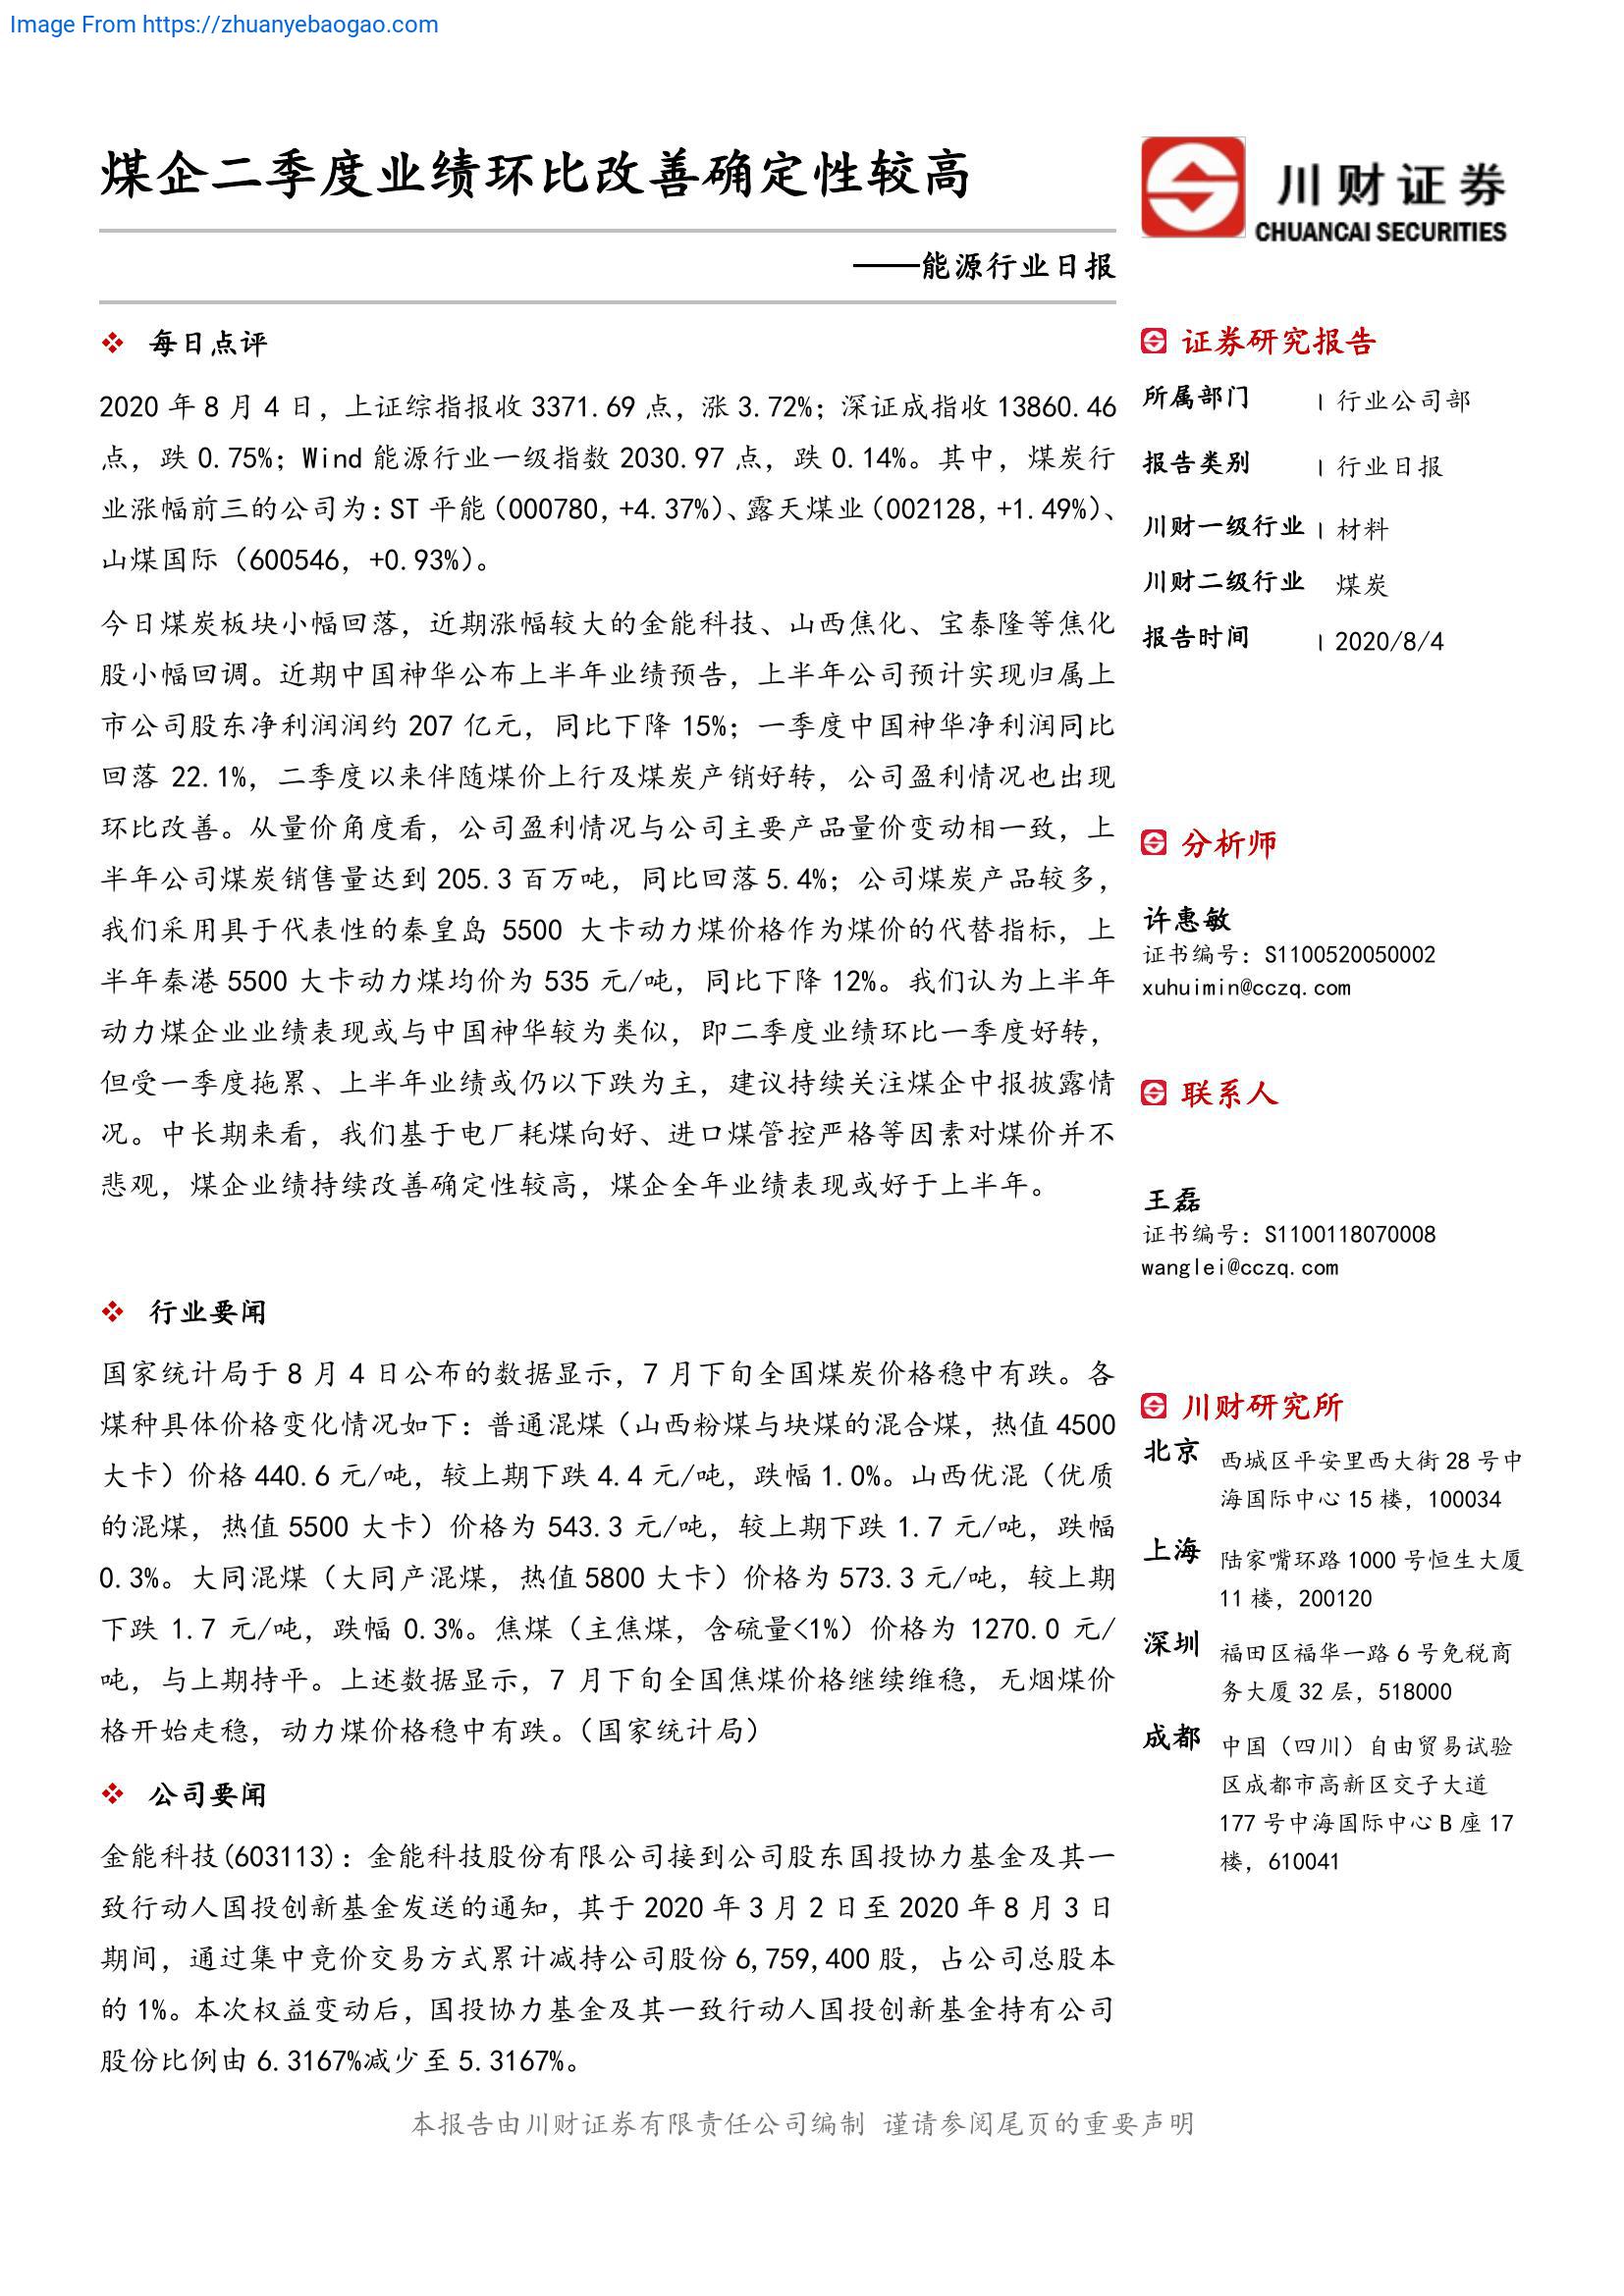 Image From https://zhuanyebaogao.com
煤企二季度业绩环比改善确定性较高
——能源行业日报
川财证券
CHUANCAI SECURITIES
每日点评
2020 年 8 月 4 日，上证综指报收 3371.69 点，涨 3.72%；深证成指收 13860.46
点，跌 0.75%；Wind 能源行业一级指数 2030.97 点，跌 0.14%。其中，煤炭行
业涨幅前三的公司为：ST 平能（000780，+4.37%）、露天煤业（002128，+1.49%）、
山煤国际（600546，+0.93%）。
今日煤炭板块小幅回落，近期涨幅较大的金能科技、山西焦化、宝泰隆等焦化
股小幅回调。近期中国神华公布上半年业绩预告，上半年公司预计实现归属上
市公司股东净利润润约 207 亿元，同比下降 15%；一季度中国神华净利润同比
回落 22.1%，二季度以来伴随煤价上行及煤炭产销好转，公司盈利情况也出现
环比改善。从量价角度看，公司盈利情况与公司主要产品量价变动相一致，上
半年公司煤炭销售量达到 205.3 百万吨，同比回落 5.4%；公司煤炭产品较多，
我们采用具于代表性的秦皇岛 5500 大卡动力煤价格作为煤价的代替指标，上
半年秦港 5500 大卡动力煤均价为 535 元/吨，同比下降 12%。我们认为上半年
动力煤企业业绩表现或与中国神华较为类似，即二季度业绩环比一季度好转，
但受一季度拖累、上半年业绩或仍以下跌为主，建议持续关注煤企中报披露情
况。中长期来看，我们基于电厂耗煤向好、进口煤管控严格等因素对煤价并不
悲观，煤企业绩持续改善确定性较高，煤企全年业绩表现或好于上半年。
行业要闻
国家统计局于 8 月 4 日公布的数据显示，7 月下旬全国煤炭价格稳中有跌。各
煤种具体价格变化情况如下：普通混煤（山西粉煤与块煤的混合煤，热值 4500
大卡）价格 440.6 元/吨，较上期下跌 4.4 元/吨，跌幅 1.0%。山西优混（优质
的混煤，热值 5500 大卡）价格为 543.3 元/吨，较上期下跌 1.7 元/吨，跌幅
0.3%。大同混煤（大同产混煤，热值 5800 大卡）价格为 573.3 元/吨，较上期
下跌 1.7 元/吨，跌幅 0.3%。焦煤（主焦煤，含硫量<1%）价格为 1270.0 元/
吨，与上期持平。上述数据显示，7 月下旬全国焦煤价格继续维稳，无烟煤价
格开始走稳，动力煤价格稳中有跌。（国家统计局）
公司要闻
金能科技(603113)：金能科技股份有限公司接到公司股东国投协力基金及其一
致行动人国投创新基金发送的通知，其于 2020 年 3 月 2 日至 2020 年 8 月 3 日
期间，通过集中竞价交易方式累计减持公司股份 6,759,400 股，占公司总股本
的 1%。本次权益变动后，国投协力基金及其一致行动人国投创新基金持有公司
股份比例由 6.3167%减少至 5.3167%。
证券研究报告
所属部门 | 行业公司部
报告类别 | 行业日报
川财一级行业 | 材料
川财二级行业 煤炭
报告时间 | 2020/8/4
分析师
许惠敏
证书编号：S1100520050002
xuhuimin@cczq.com
联系人
王磊
证书编号：S1100118070008
wanglei@cczq.com
川财研究所
北京 西城区平安里西大街 28 号中
海国际中心 15 楼，100034
上海 陆家嘴环路 1000 号恒生大厦
11 楼，200120
深圳 福田区福华一路 6 号免税商
务大厦 32 层，518000
成都 中国（四川）自由贸易试验
区成都市高新区交子大道
177 号中海国际中心 B 座 17
楼，610041
本报告由川财证券有限责任公司编制 谨请参阅尾页的重要声明